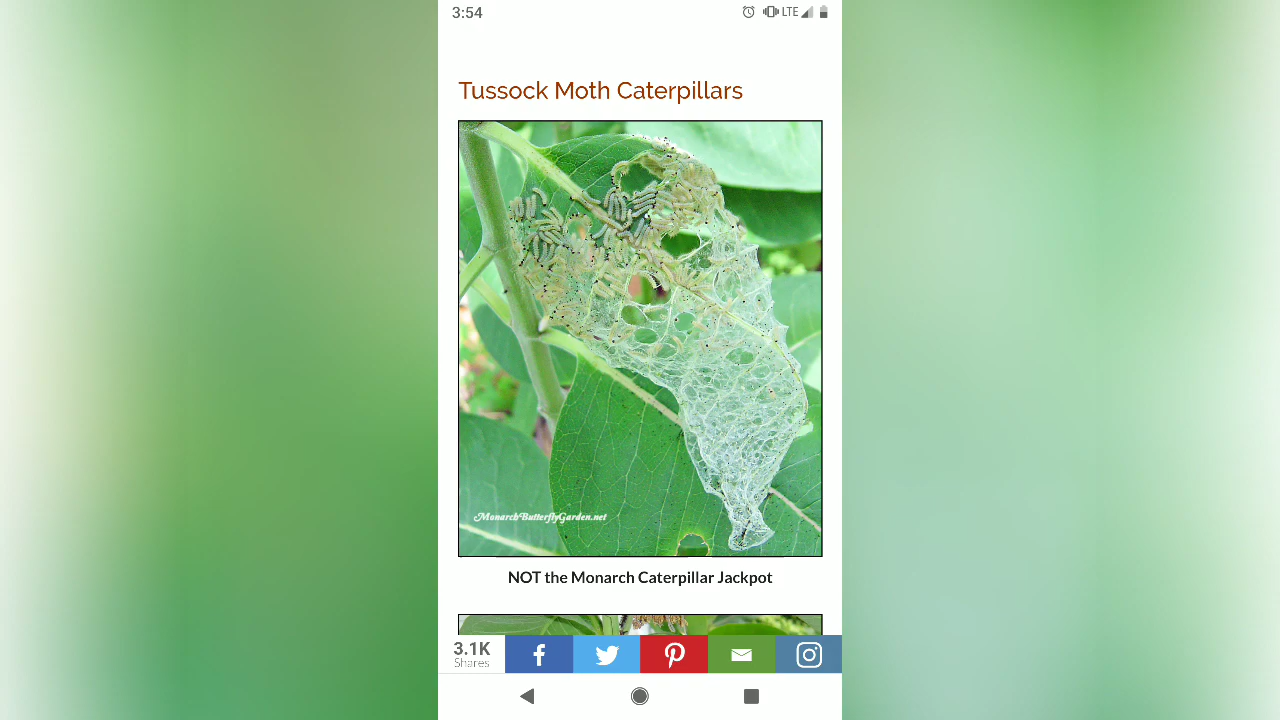 3:54
LTE
Tussock Moth Caterpillars
MonarchButterflyGarden.net
NOT the Monarch Caterpillar Jackpot
3.1K
Shares